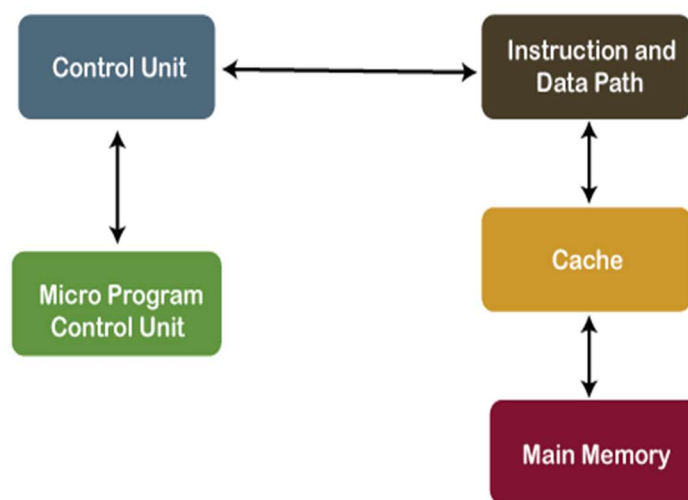 Control Unit
Instruction and
Data Path
Micro Program
Control Unit
Cache
Main Memory